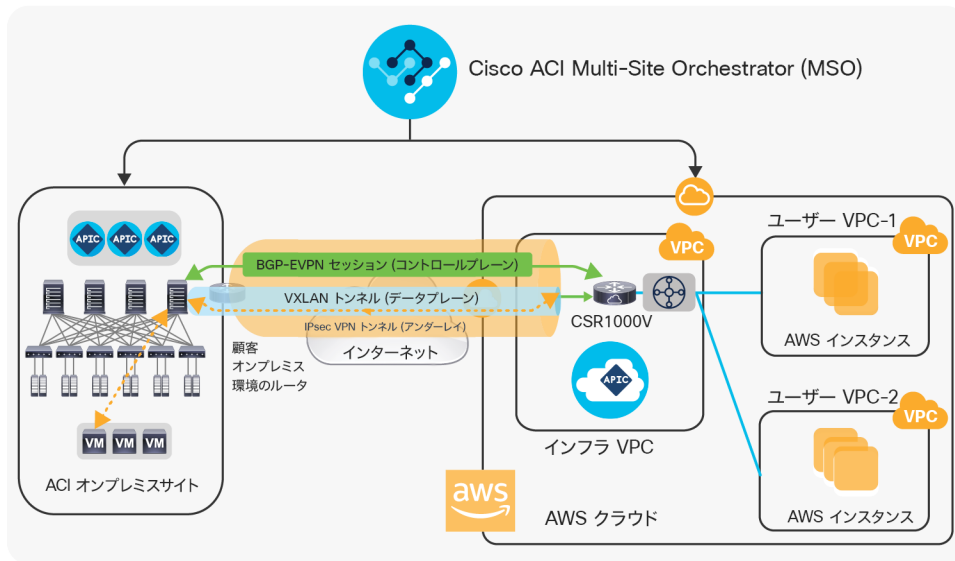 Cisco ACI Multi-Site Orchestrator (MSO)
APIC
APIC
APIC
BGP-EVPN セッション (コントロールプレーン)
VXLAN トンネル (データプレーン)
IPsec VPN トンネル (アンダーレイ)
インターネット
顧客
オンプレミス
環境のルータ
VM
VM
VM
ACI オンプレミスサイト
VPC
CSR1000V
APIC
インフラ VPC
ユーザー VPC-1
VPC
AWS インスタンス
ユーザー VPC-2
VPC
AWS インスタンス
aws
AWS クラウド